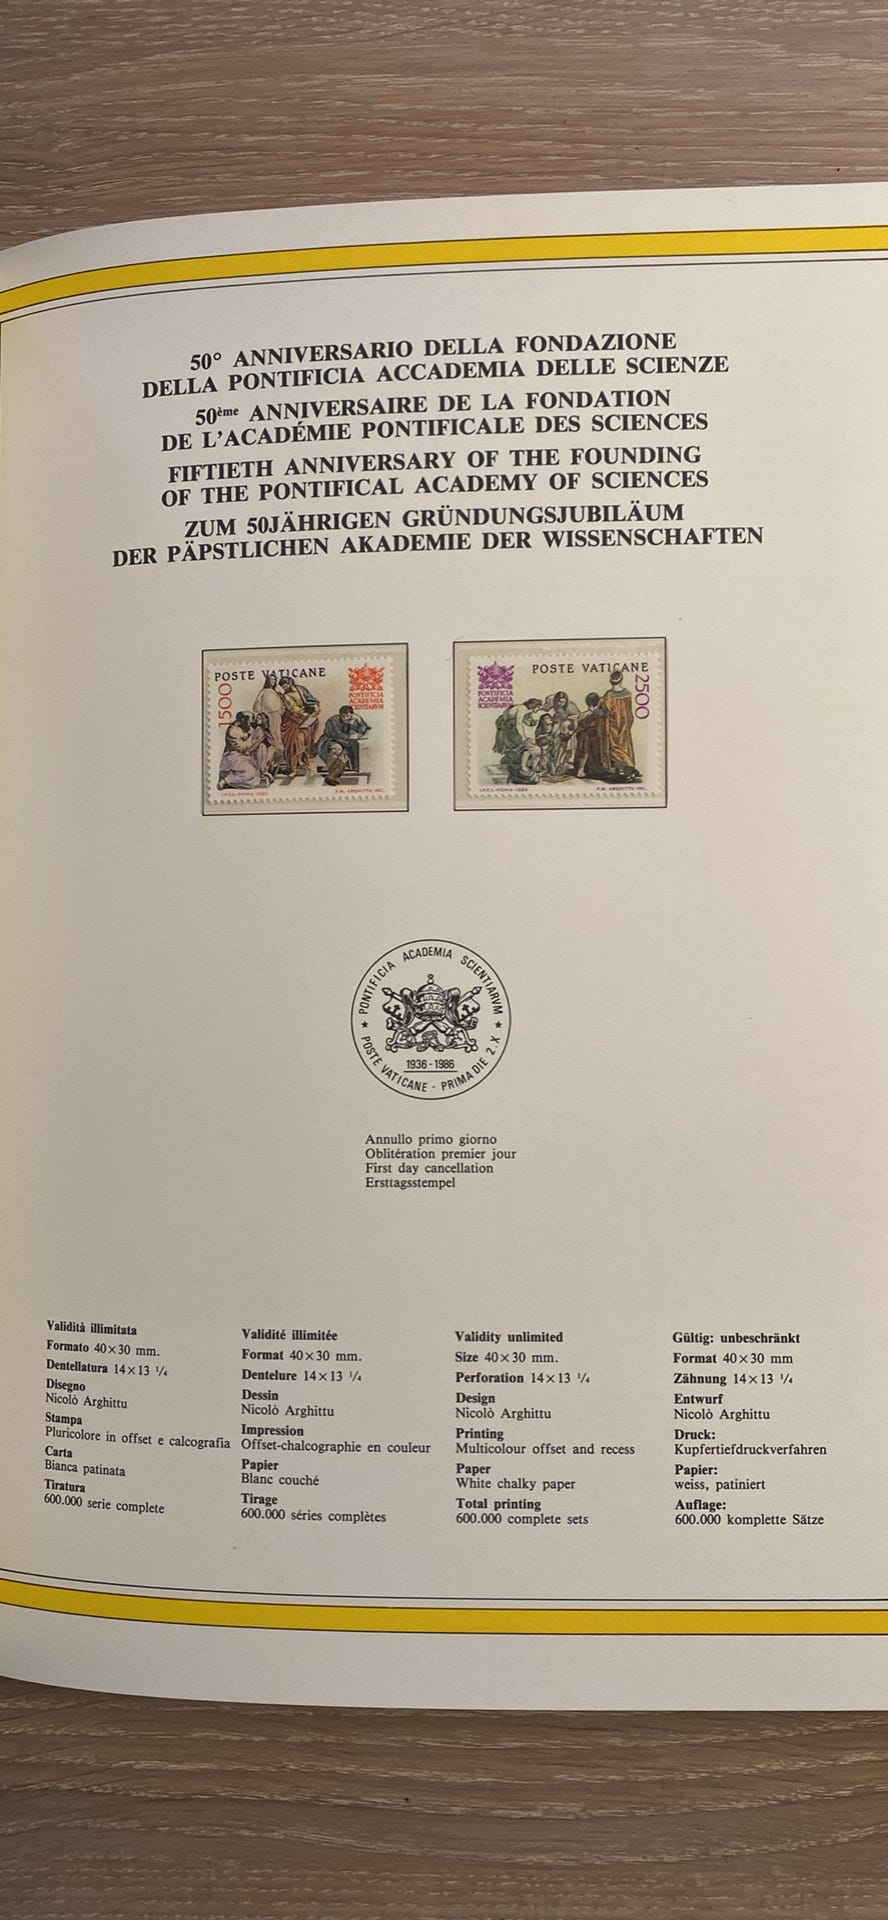 50° ANNIVERSARIO DELLA FONDAZIONE
DELLA PONTIFICIA ACCADEMIA DELLE SCIENZE
50ème ANNIVERSAIRE DE LA FONDATION
DE L'ACADÉMIE PONTIFICALE DES SCIENCES
FIFTIETH ANNIVERSARY OF THE FOUNDING
OF THE PONTIFICAL ACADEMY OF SCIENCES
ZUM 50JÄHRIGEN GRÜNDUNGSJUBILÄUM
DER PÄPSTLICHEN AKADEMIE DER WISSENSCHAFTEN
POSTE VATICANE
1500
PONTIFICIA
ACADEMIA
SCIENTIARVM
I.P.Z.S.-ROMA-1986
P.N. ARGHITTU INC.
POSTE VATICANE
2500
PONTIFICIA
ACADEMIA
SCIENTIARVM
I.P.Z.S.-ROMA-1986
P.N. ARGHITTU INC.
PONTIFICIA ACADEMIA SCIENTIARVM
1936-1986
POSTE VATICANE - PRIMA DIE 2.X
Annullo primo giorno
Oblitération premier jour
First day cancellation
Ersttagsstempel
Validità illimitata
Formato 40×30 mm.
Dentellatura 14×13 1/4
Disegno
Nicolò Arghittu
Stampa
Pluricolore in offset e calcografia
Carta
Bianca patinata
Tiratura
600.000 serie complete
Validité illimitée
Format 40×30 mm.
Dentelure 14×13 1/4
Dessin
Nicolò Arghittu
Impression
Offset-chalcographie en couleur
Papier
Blanc couché
Tirage
600.000 séries complètes
Validity unlimited
Size 40×30 mm.
Perforation 14×13 1/4
Design
Nicolò Arghittu
Printing
Multicolour offset and recess
Paper
White chalky paper
Total printing
600.000 complete sets
Gültig: unbeschränkt
Format 40×30 mm
Zähnung 14×13 1/4
Entwurf
Nicolò Arghittu
Druck:
Kupfertiefdruckverfahren
Papier:
weiss, patiniert
Auflage:
600.000 komplette Sätze